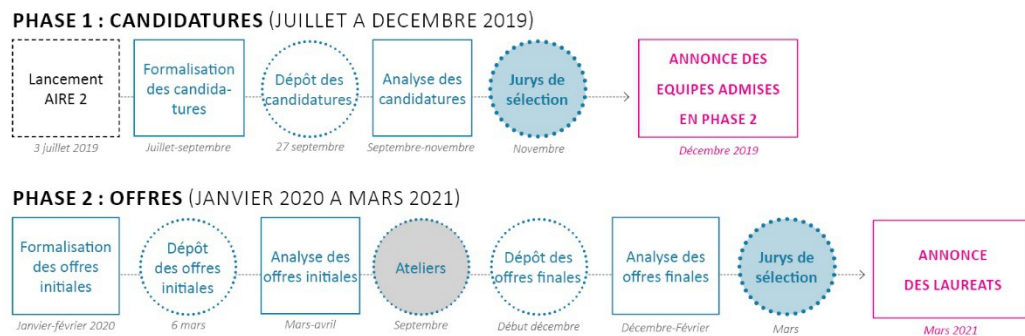 PHASE 1 : CANDIDATURES (JUILLET A DECEMBRE 2019)
Lancement
AIRE 2
3 juillet 2019
Formalisation
des candida-
tures
Juillet-septembre
Dépôt des
candidatures
27 septembre
Analyse des
candidatures
Septembre-novembre
Jurys de
sélection
Novembre
ANNONCE DES
EQUIPES ADMISES
EN PHASE 2
Décembre 2019
PHASE 2 : OFFRES (JANVIER 2020 A MARS 2021)
Formalisation
des offres
initiales
Janvier-février 2020
Dépôt
des offres
initiales
6 mars
Analyse des
offres initiales
Mars-avril
Ateliers
Septembre
Dépôt des
offres finales
Début décembre
Analyse des
offres finales
Décembre-Février
Jurys de
sélection
Mars
ANNONCE
DES LAUREATS
Mars 2021